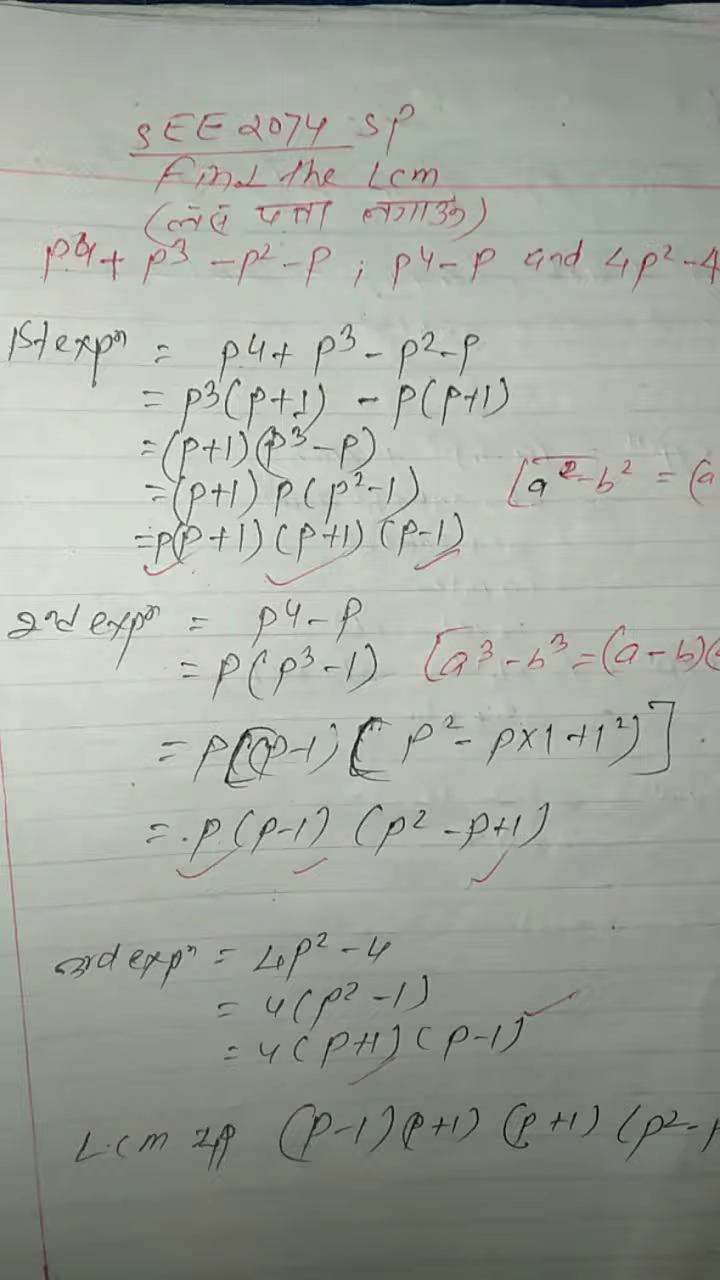 SEE 2074 SP
Find the Lcm
(लॅसॅ पत्ता लगाऊ)
p4 + p3 - p2 - p ; p4 - p and 4p2 - 4
1st expn = p4 + p3 - p2 - p
= p3(p+1) - p(p+1)
= (p+1)(p3 - p)
= (p+1) p(p2-1) [a2 - b2 = (a
= p(p+1) (p+1) (p-1)
2nd expn = p4 - p
= p(p3 - 1) [a3 - b3 = (a - b)(
= p[(p-1) ( p2 - p×1 + 12)]
= p(p-1) (p2 - p+1)
3rd expn = 4p2 - 4
= 4(p2 - 1)
= 4(p+1)(p-1)
Lcm (p-1)(p+1) (p+1) (p2 -